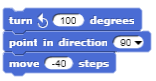 turn ↺ 100 degrees
point in direction 90 ▾
move -40 steps